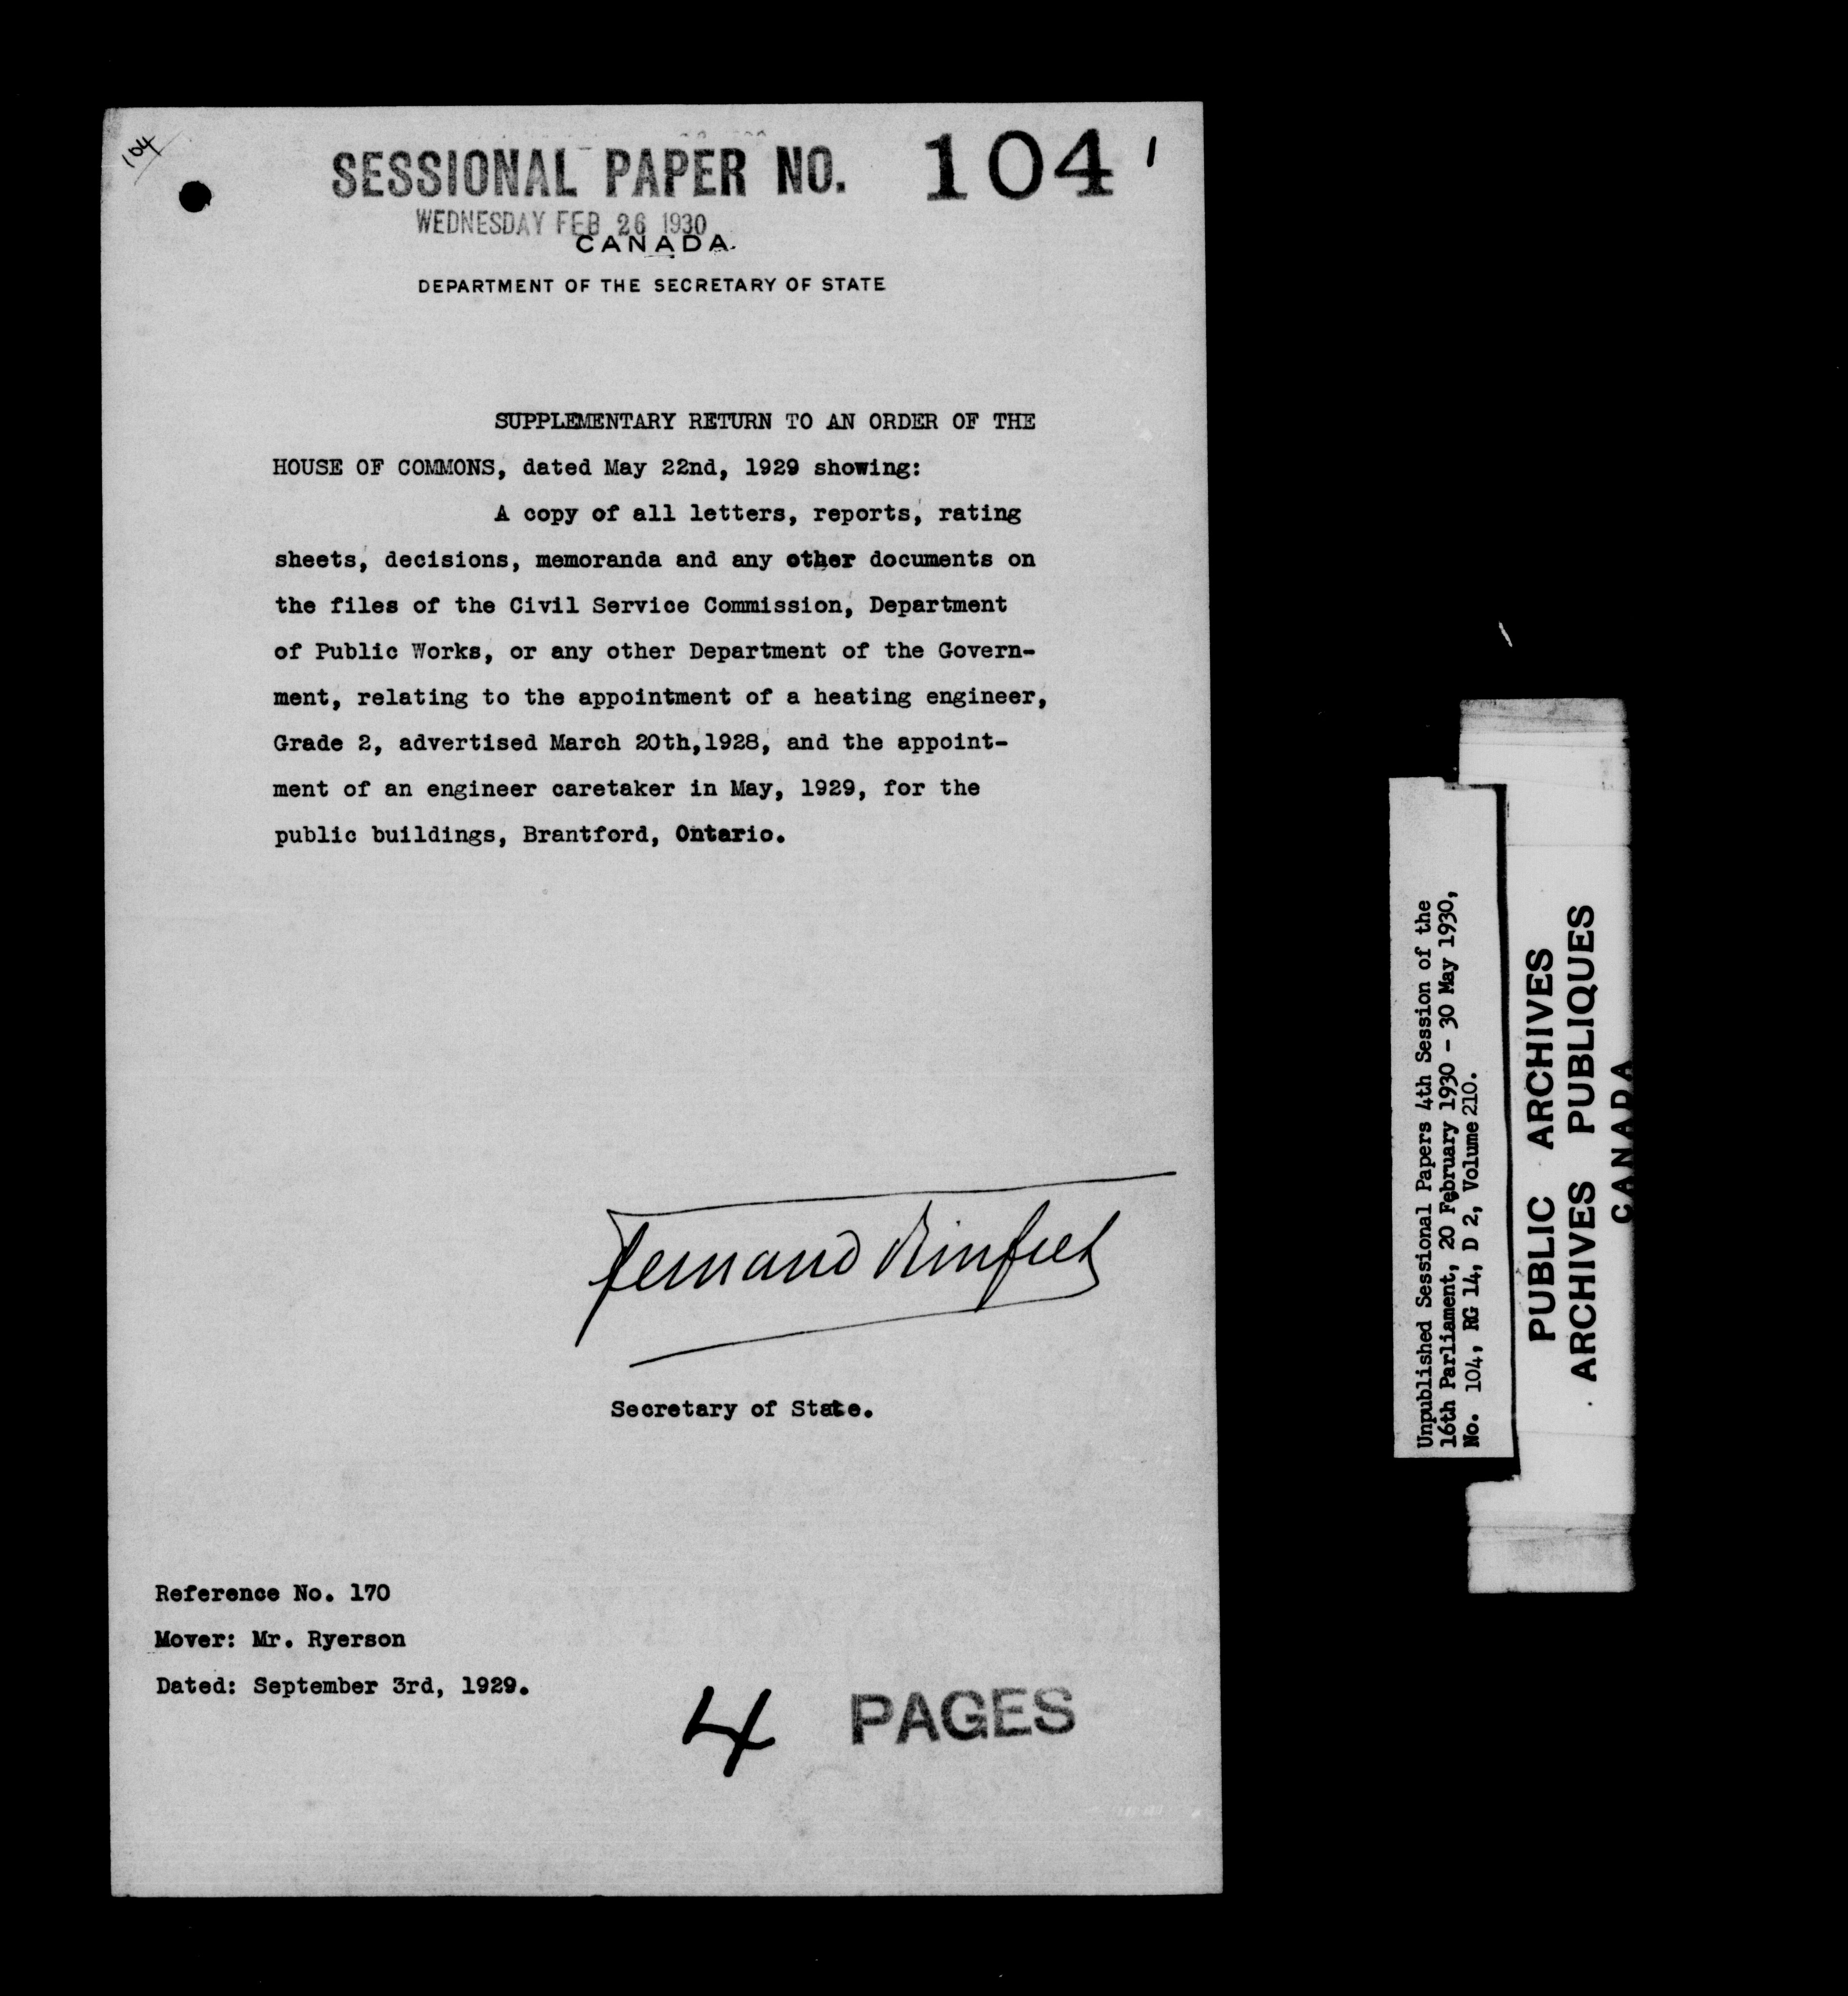 104
SESSIONAL PAPER NO. 104 1
WEDNESDAY FEB 26 1930
CANADA.
DEPARTMENT OF THE SECRETARY OF STATE
SUPPLEMENTARY RETURN TO AN ORDER OF THE
HOUSE OF COMMONS, dated May 22nd, 1929 showing:
A copy of all letters, reports, rating
sheets, decisions, memoranda and any other documents on
the files of the Civil Service Commission, Department
of Public Works, or any other Department of the Govern-
ment, relating to the appointment of a heating engineer,
Grade 2, advertised March 20th,1928, and the appoint-
ment of an engineer caretaker in May, 1929, for the
public buildings, Brantford, Ontario.
Fernand Rinfret
Secretary of State.
Reference No. 170
Mover: Mr. Ryerson
Dated: September 3rd, 1929.
4 PAGES
Unpublished Sessional Papers 4th Session of the
16th Parliament, 20 February 1930 - 30 May 1930,
No. 104, RG 14, D 2, Volume 210.
PUBLIC ARCHIVES
ARCHIVES PUBLIQUES
CANADA